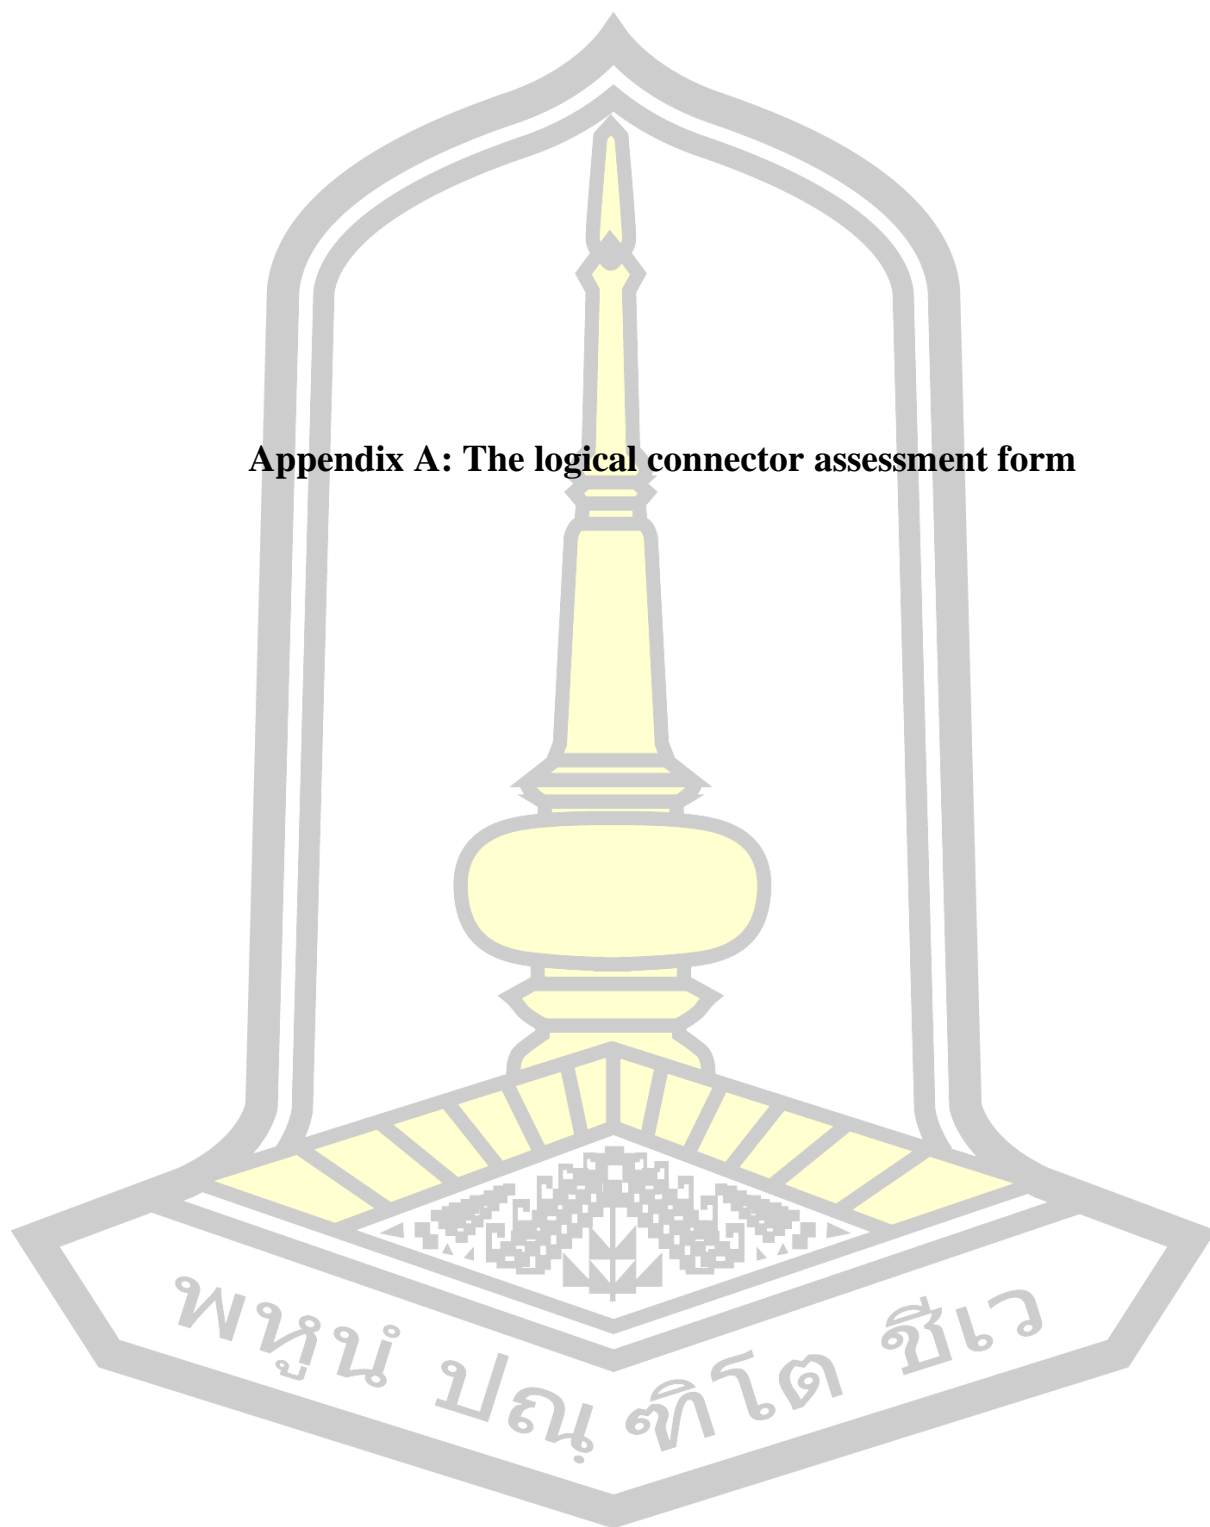 Appendix A: The logical connector assessment form
พหูนํ ปณฺฑิโต ชีเว